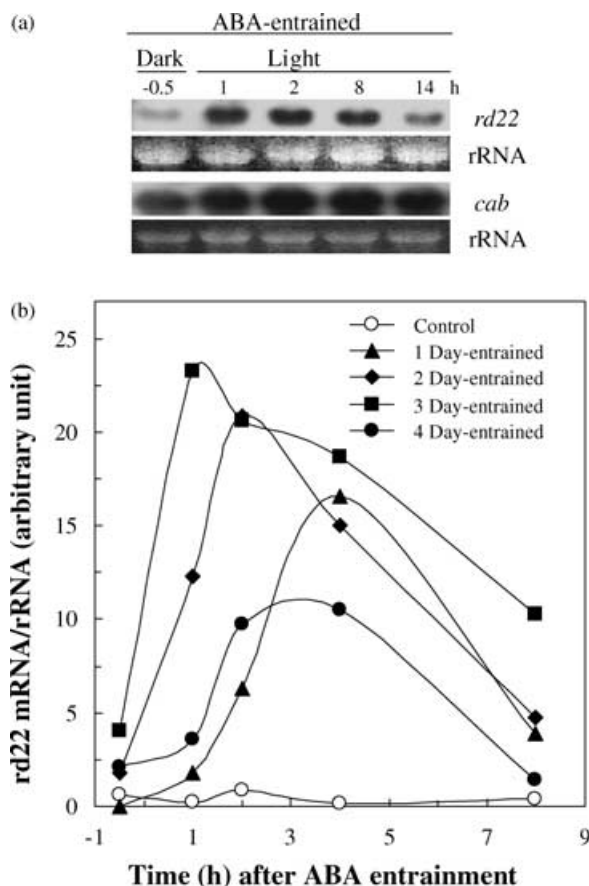 (a)
ABA-entrained
Dark Light
-0.5 1 2 8 14 h
rd22
rRNA
cab
rRNA
(b)
25
20
15
10
5
0
-1 1 3 5 7 9
rd22 mRNA/rRNA (arbitrary unit)
Control
1 Day-entrained
2 Day-entrained
3 Day-entrained
4 Day-entrained
Time (h) after ABA entrainment